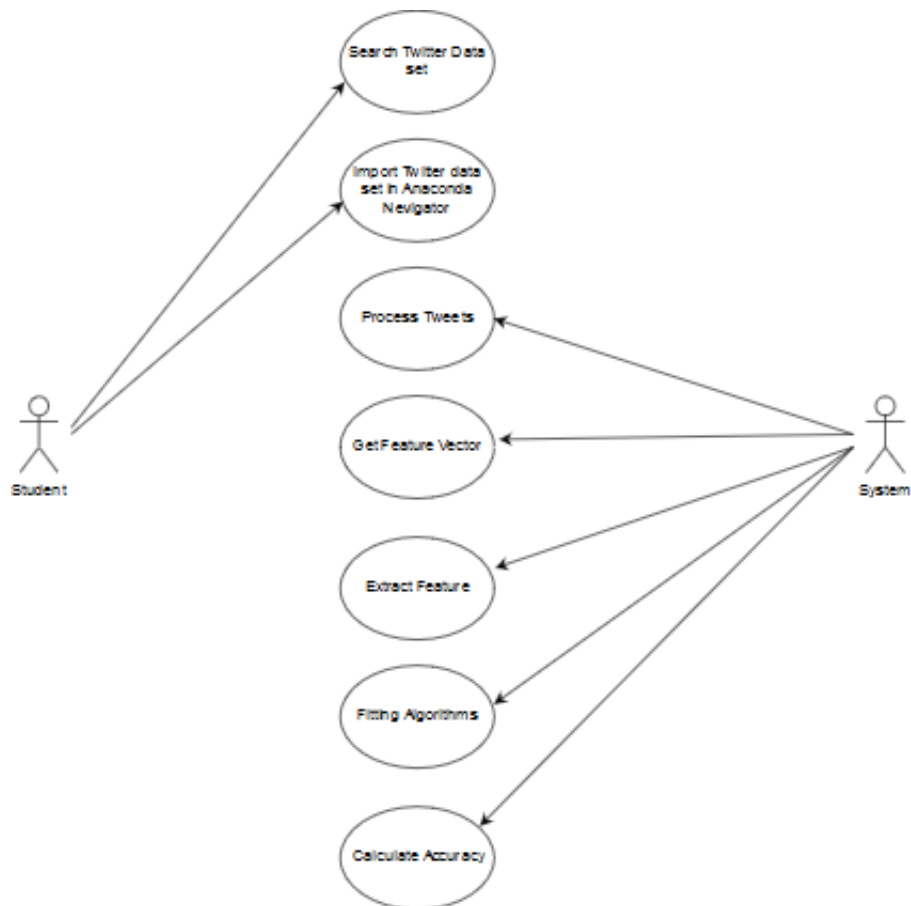 Search Twitter Data
set
Import Twitter data
set in Anaconda
Nevigator
Process Tweets
Get Feature Vector
Student
System
Extract Feature
Fitting Algorithms
Calculate Accuracy